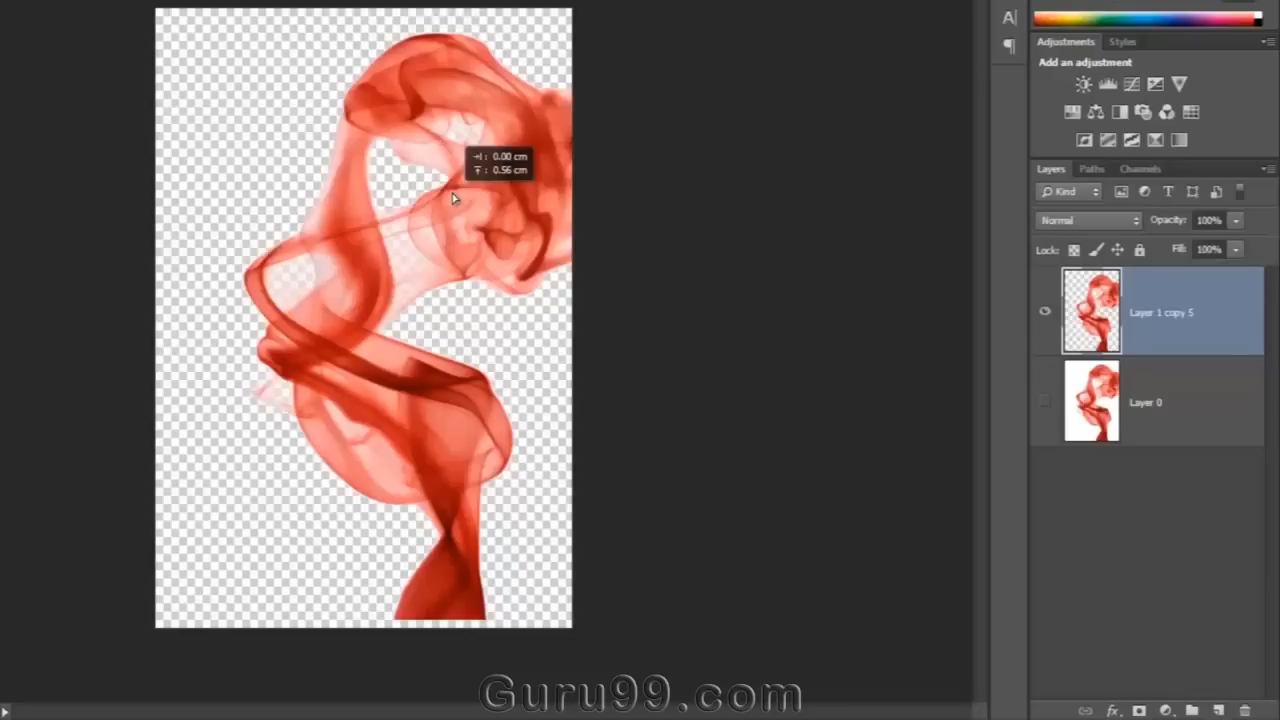 A
Adjustments Styles
Add an adjustment
: 0.00 cm
: 0.56 cm
Layers Paths Channels
Kind
T
Normal Opacity: 100%
Lock: Fill: 100%
Layer 1 copy 5
Layer 0
fx
Guru99.com